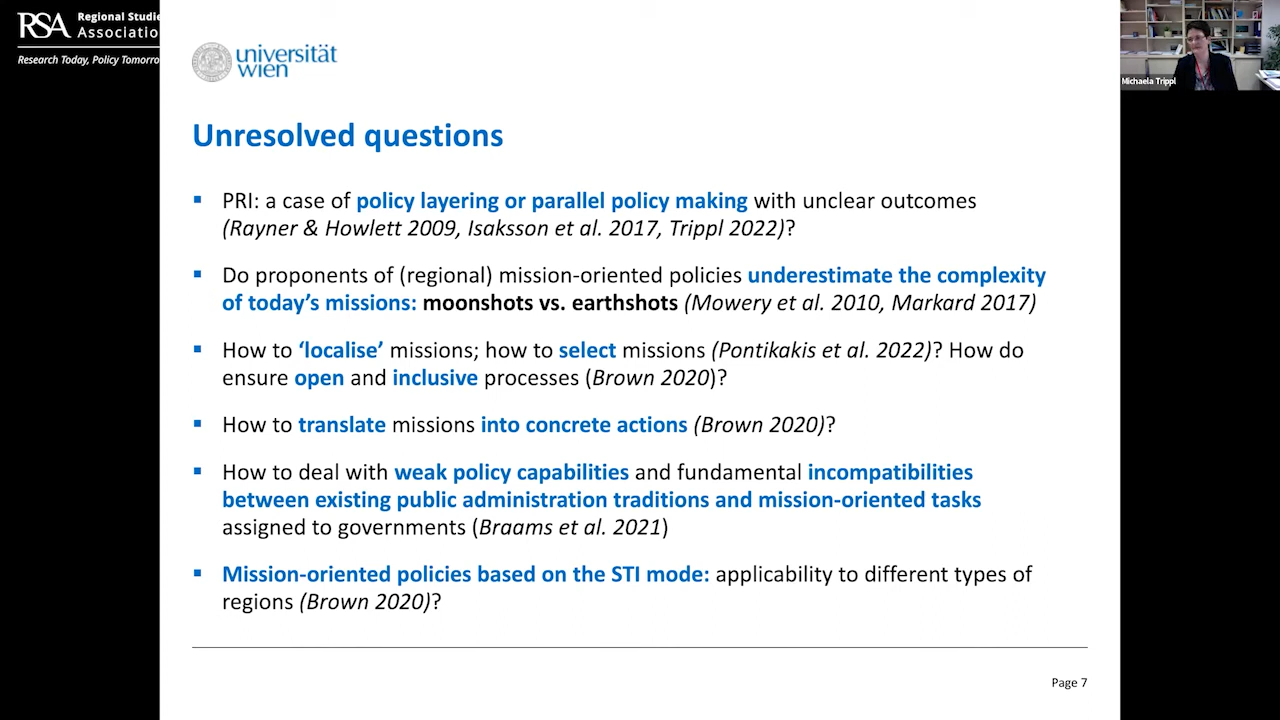 RSA Regional Studie
Associatio
Research Today, Policy Tomorro
universität
wien
Michaela Trippl
Unresolved questions
▪ PRI: a case of policy layering or parallel policy making with unclear outcomes
(Rayner & Howlett 2009, Isaksson et al. 2017, Trippl 2022)?
▪ Do proponents of (regional) mission-oriented policies underestimate the complexity
of today’s missions: moonshots vs. earthshots (Mowery et al. 2010, Markard 2017)
▪ How to ‘localise’ missions; how to select missions (Pontikakis et al. 2022)? How do
ensure open and inclusive processes (Brown 2020)?
▪ How to translate missions into concrete actions (Brown 2020)?
▪ How to deal with weak policy capabilities and fundamental incompatibilities
between existing public administration traditions and mission-oriented tasks
assigned to governments (Braams et al. 2021)
▪ Mission-oriented policies based on the STI mode: applicability to different types of
regions (Brown 2020)?
Page 7